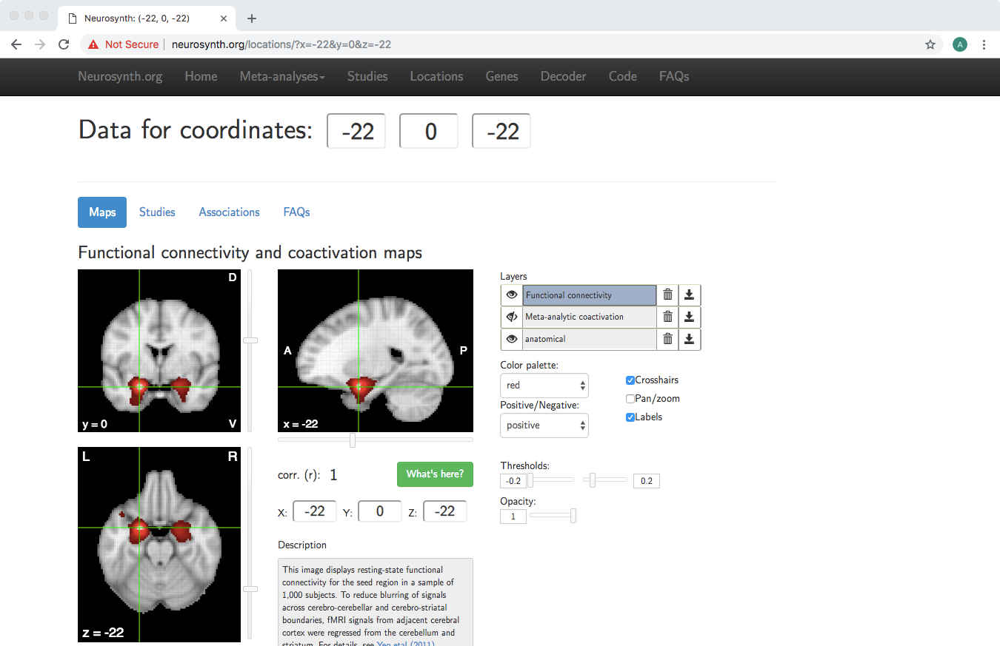 Neurosynth: (-22, 0, -22)
Not Secure neurosynth.org/locations/?x=-22&y=0&z=-22
A
Neurosynth.org Home Meta-analyses Studies Locations Genes Decoder Code FAQs
Data for coordinates: -22 0 -22
Maps Studies Associations FAQs
Functional connectivity and coactivation maps
D
V
y = 0
A
P
x = -22
L
R
z = -22
corr. (r): 1
What's here?
X: -22 Y: 0 Z: -22
Description
This image displays resting-state functional
connectivity for the seed region in a sample of
1,000 subjects. To reduce blurring of signals
across cerebro-cerebellar and cerebro-striatal
boundaries, fMRI signals from adjacent cerebral
cortex were regressed from the cerebellum and
striatum. For details, see Yeo et al (2011)
Layers
Functional connectivity
Meta-analytic coactivation
anatomical
Color palette:
red
Positive/Negative:
positive
Crosshairs
Pan/zoom
Labels
Thresholds:
-0.2 0.2
Opacity:
1